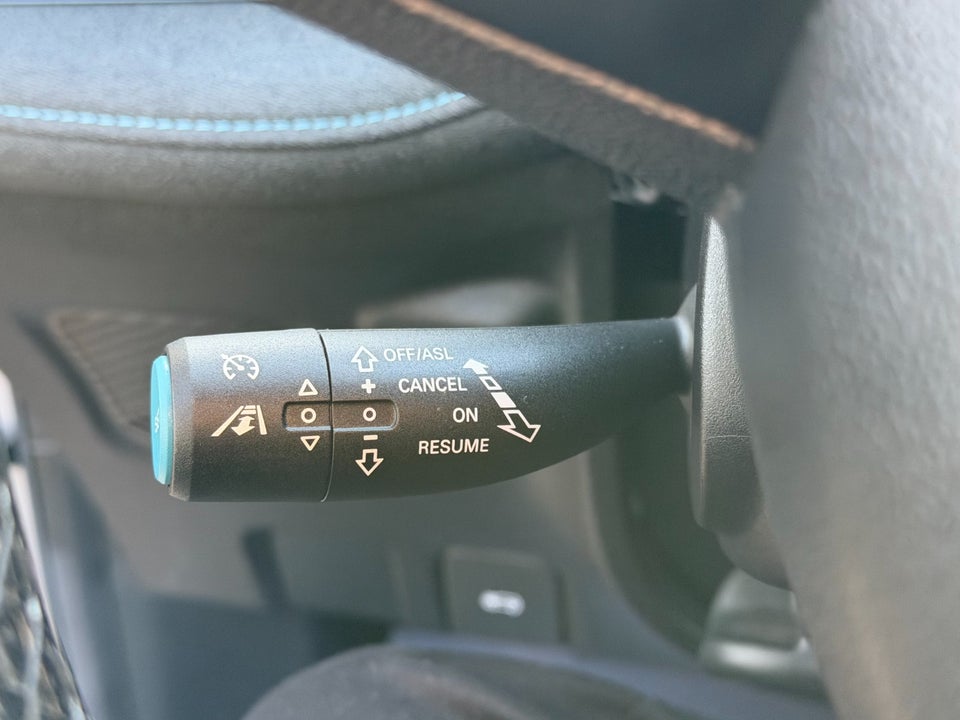 OFF/ASL
+ CANCEL
ON
- RESUME